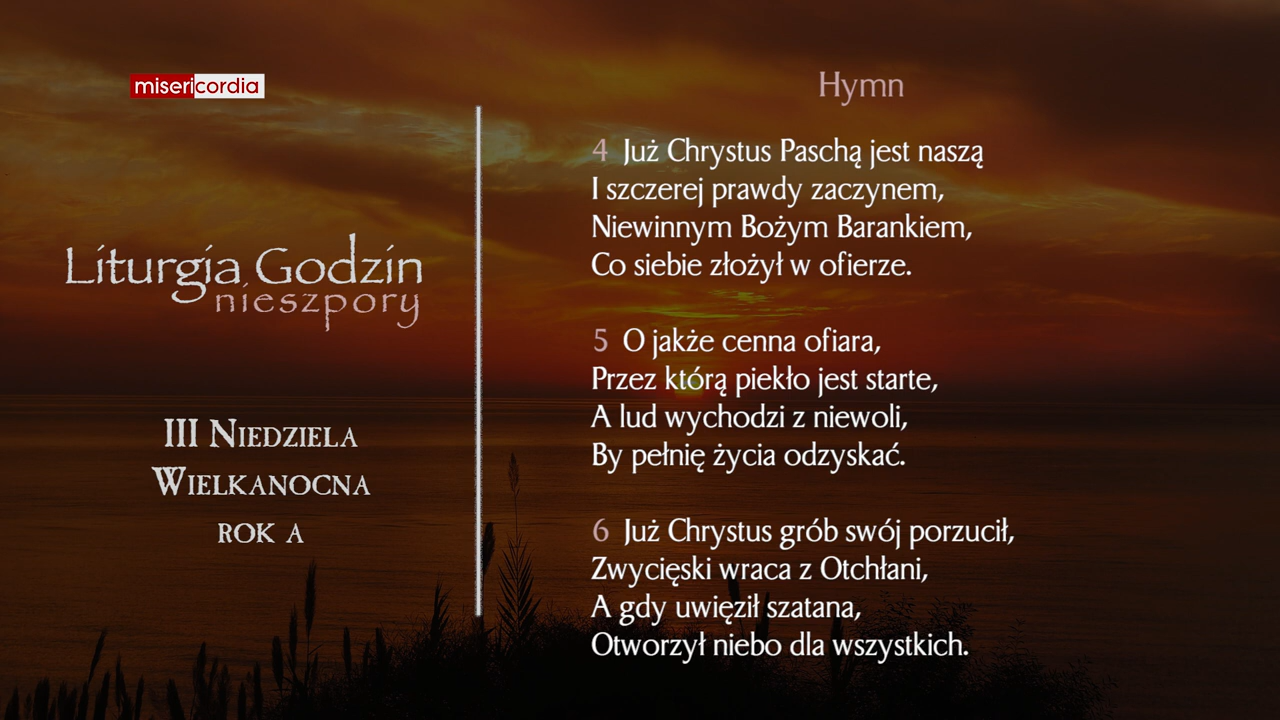 misericordia
Liturgia Godzin
nieszpory
III Niedziela
Wielkanocna
rok a
Hymn
4 Już Chrystus Paschą jest naszą
I szczerej prawdy zaczynem,
Niewinnym Bożym Barankiem,
Co siebie złożył w ofierze.
5 O jakże cenna ofiara,
Przez którą piekło jest starte,
A lud wychodzi z niewoli,
By pełnię życia odzyskać.
6 Już Chrystus grób swój porzucił,
Zwycięski wraca z Otchłani,
A gdy uwięził szatana,
Otworzył niebo dla wszystkich.